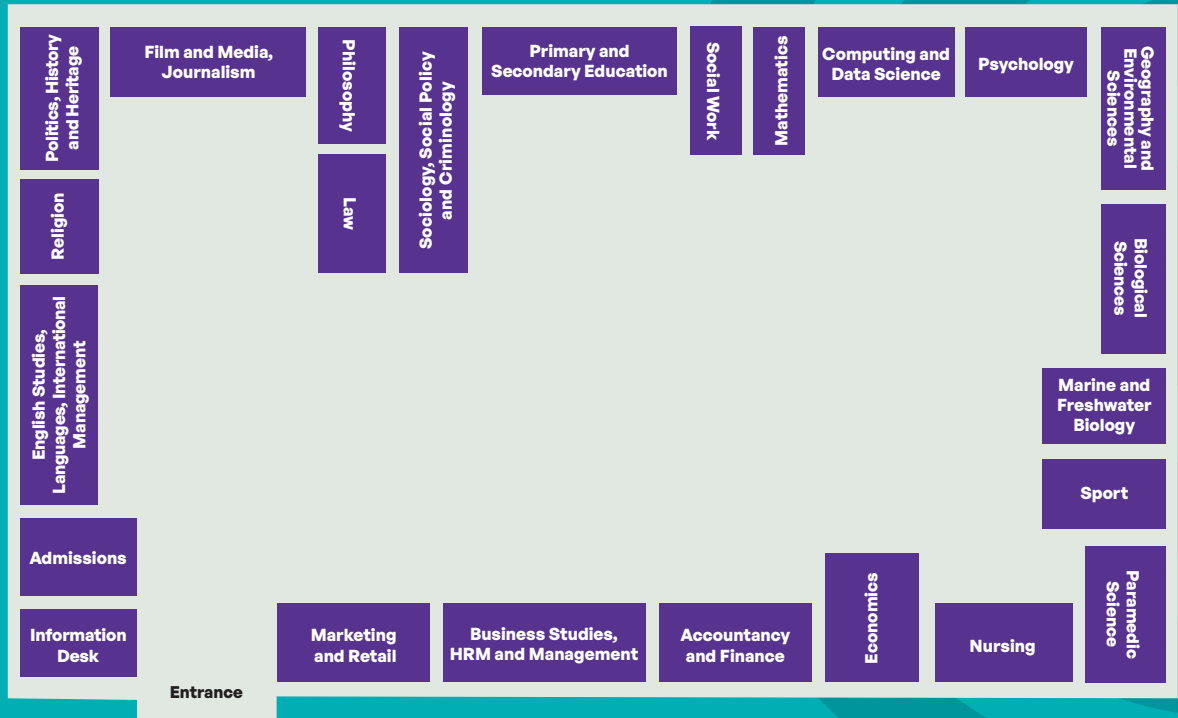 Politics, History
and Heritage
Film and Media,
Journalism
Philosophy
Law
Sociology, Social Policy
and Criminology
Primary and
Secondary Education
Social Work
Mathematics
Computing and
Data Science
Psychology
Geography and
Environmental
Sciences
Religion
Biological
Sciences
English Studies,
Languages, International
Management
Marine and
Freshwater
Biology
Sport
Admissions
Information
Desk
Entrance
Marketing
and Retail
Business Studies,
HRM and Management
Accountancy
and Finance
Economics
Nursing
Paramedic
Science